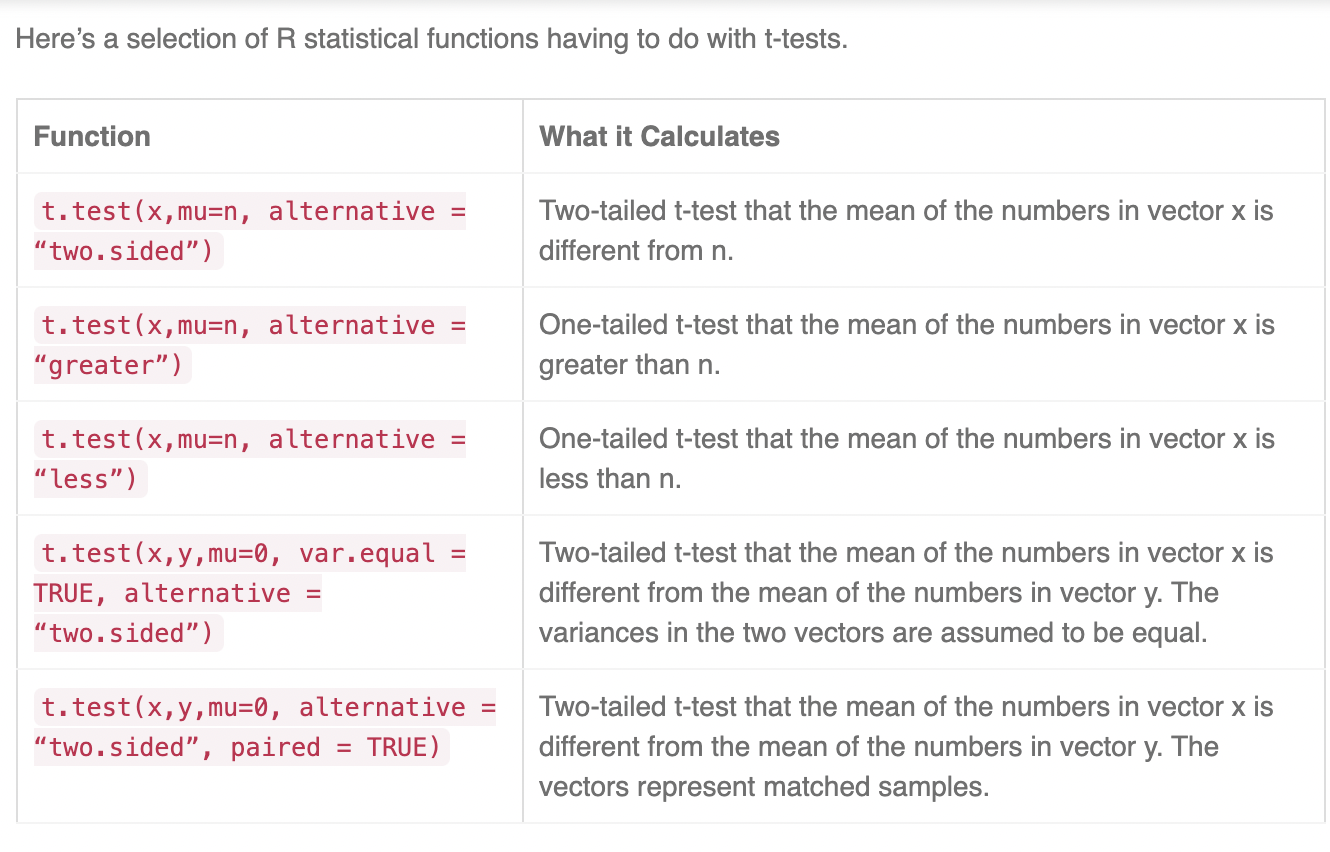 Here’s a selection of R statistical functions having to do with t-tests.
Function
What it Calculates
t.test(x,mu=n, alternative =
“two.sided”)
Two-tailed t-test that the mean of the numbers in vector x is
different from n.
t.test(x,mu=n, alternative =
“greater”)
One-tailed t-test that the mean of the numbers in vector x is
greater than n.
t.test(x,mu=n, alternative =
“less”)
One-tailed t-test that the mean of the numbers in vector x is
less than n.
t.test(x,y,mu=0, var.equal =
TRUE, alternative =
“two.sided”)
Two-tailed t-test that the mean of the numbers in vector x is
different from the mean of the numbers in vector y. The
variances in the two vectors are assumed to be equal.
t.test(x,y,mu=0, alternative =
“two.sided”, paired = TRUE)
Two-tailed t-test that the mean of the numbers in vector x is
different from the mean of the numbers in vector y. The
vectors represent matched samples.